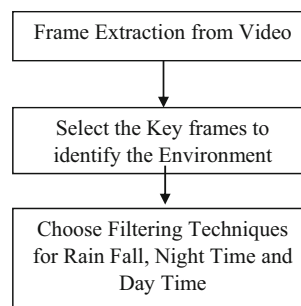 Frame Extraction from Video
Select the Key frames to
identify the Environment
Choose Filtering Techniques
for Rain Fall, Night Time and
Day Time